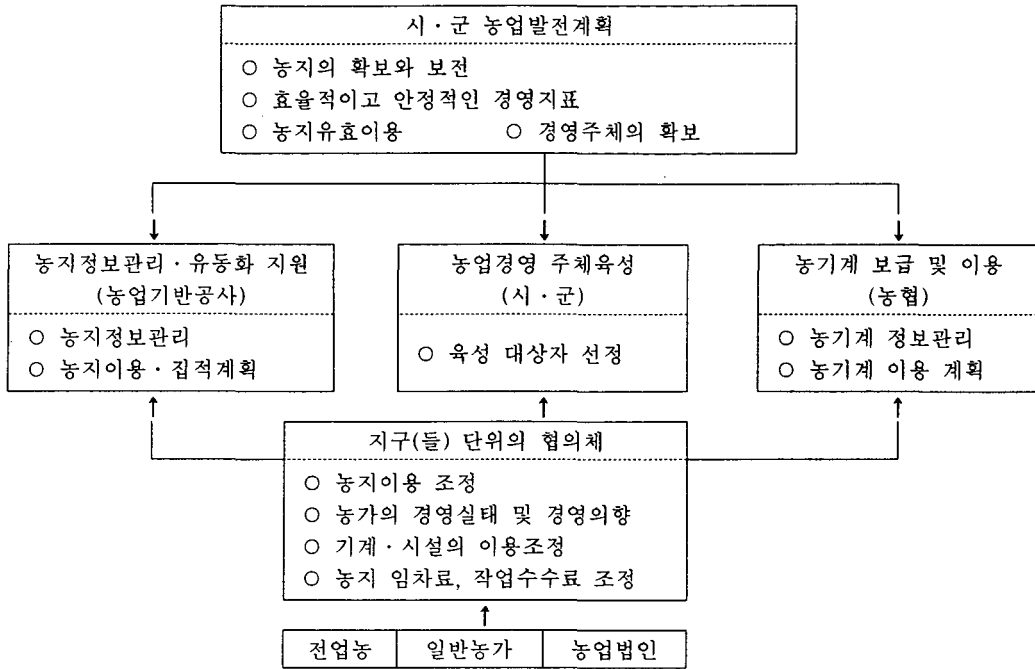 시·군 농업발전계획
○ 농지의 확보와 보전
○ 효율적이고 안정적인 경영지표
○ 농지유효이용 ○ 경영주체의 확보
농지정보관리·유동화 지원
(농업기반공사)
○ 농지정보관리
○ 농지이용·집적계획
농업경영 주체육성
(시·군)
○ 육성 대상자 선정
농기계 보급 및 이용
(농협)
○ 농기계 정보관리
○ 농기계 이용 계획
지구(들) 단위의 협의체
○ 농지이용 조정
○ 농가의 경영실태 및 경영의향
○ 기계·시설의 이용조정
○ 농지 임차료, 작업수수료 조정
전업농 일반농가 농업법인